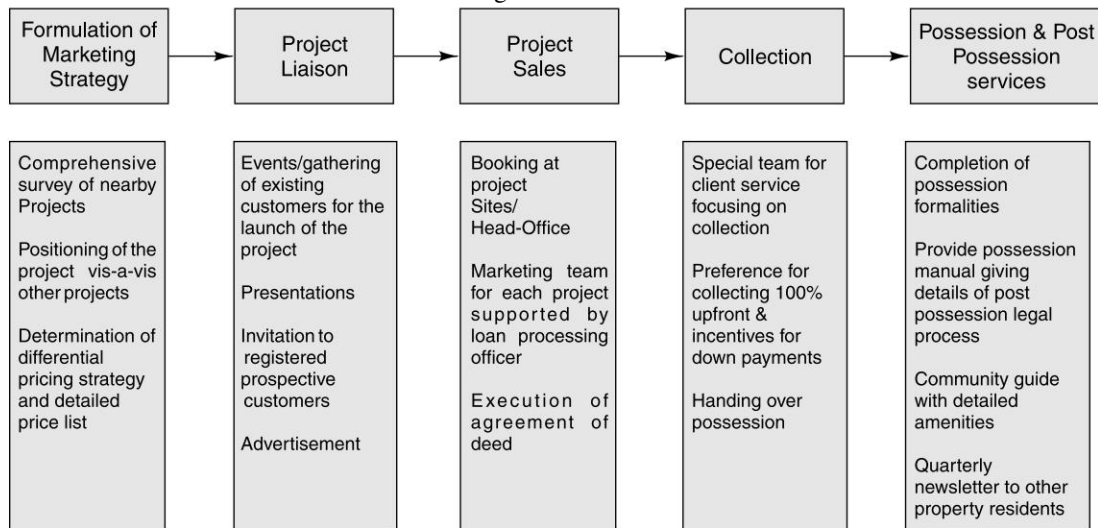 Formulation of
Marketing
Strategy
Project
Liaison
Project
Sales
Collection
Possession & Post
Possession
services
Comprehensive
survey of nearby
Projects
Positioning of the
project vis-a-vis
other projects
Determination of
differential
pricing strategy
and detailed
price list
Events/gathering
of existing
customers for the
launch of the
project
Presentations
Invitation to
registered
prospective
customers
Advertisement
Booking at
project
Sites/
Head-Office
Marketing team
for each project
supported by
loan processing
officer
Execution of
agreement of
deed
Special team for
client service
focusing on
collection
Preference for
collecting 100%
upfront &
incentives for
down payments
Handing over
possession
Completion of
possession
formalities
Provide possession
manual giving
details of post
possession legal
process
Community guide
with detailed
amenities
Quarterly
newsletter to other
property residents